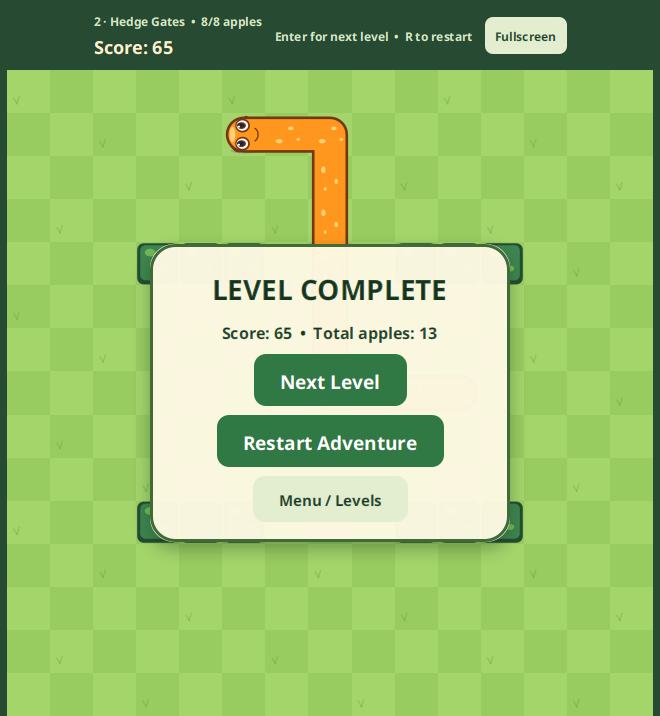 2 · Hedge Gates • 8/8 apples
Score: 65
Enter for next level • R to restart
Fullscreen
LEVEL COMPLETE
Score: 65 • Total apples: 13
Next Level
Restart Adventure
Menu / Levels